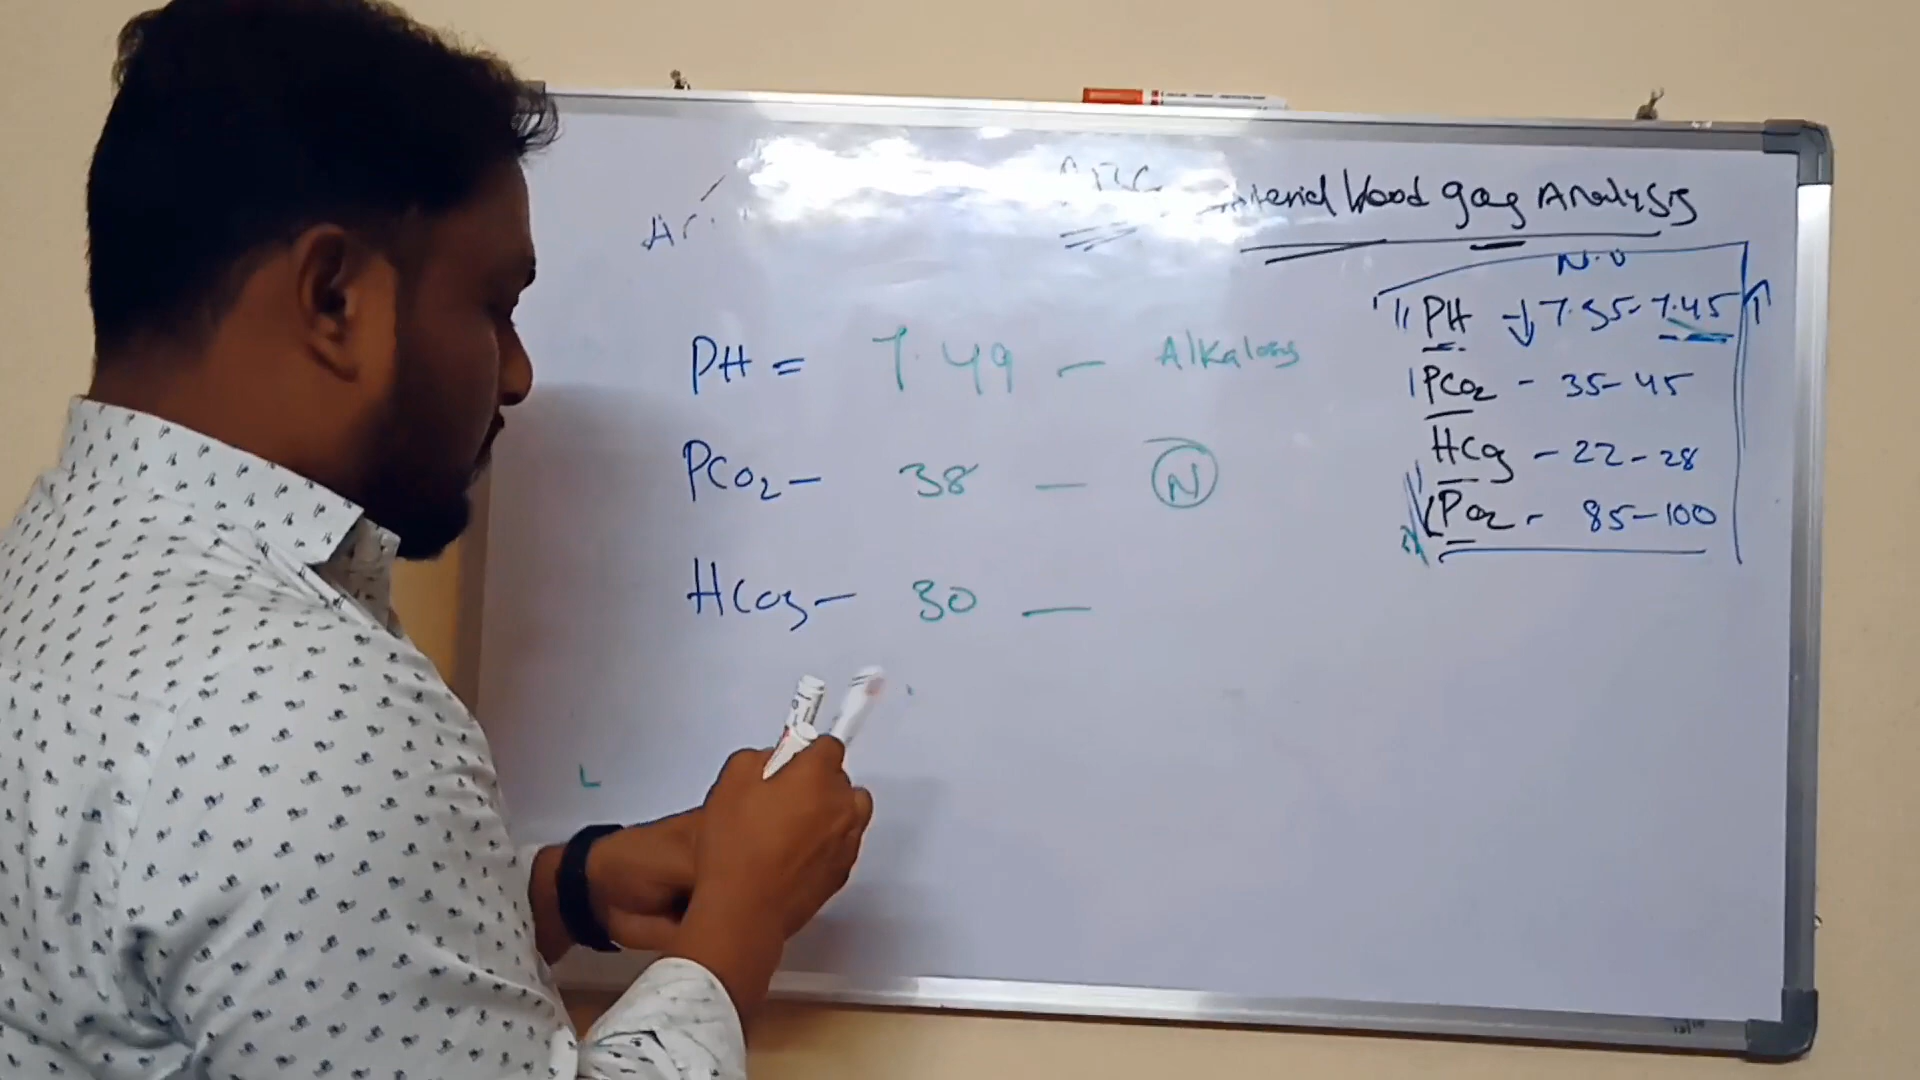 blood gas Analysis
N.V
PH 7.35-7.45
PCO2 - 35-45
HCO3 - 22-28
PO2 - 85-100
PH = 7.49 - Alkalosis
PCO2 - 38 - N
HCO3 - 30 -